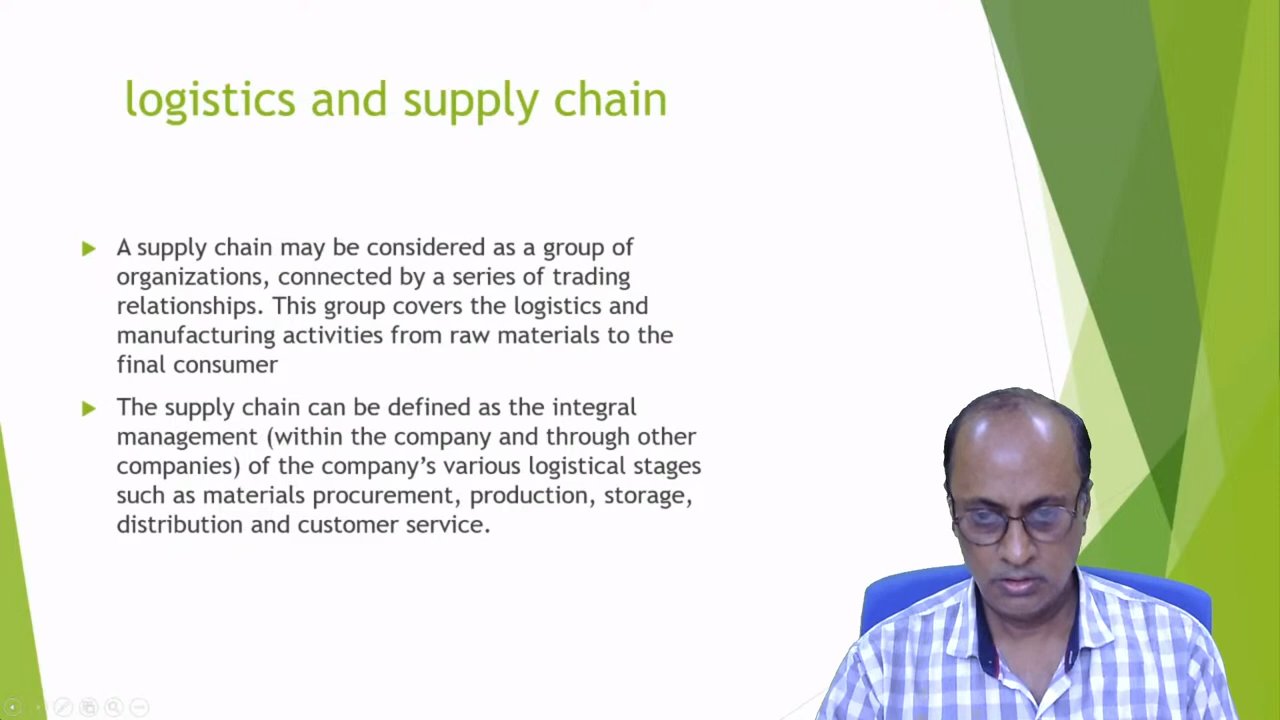 logistics and supply chain
A supply chain may be considered as a group of
organizations, connected by a series of trading
relationships. This group covers the logistics and
manufacturing activities from raw materials to the
final consumer
The supply chain can be defined as the integral
management (within the company and through other
companies) of the company’s various logistical stages
such as materials procurement, production, storage,
distribution and customer service.